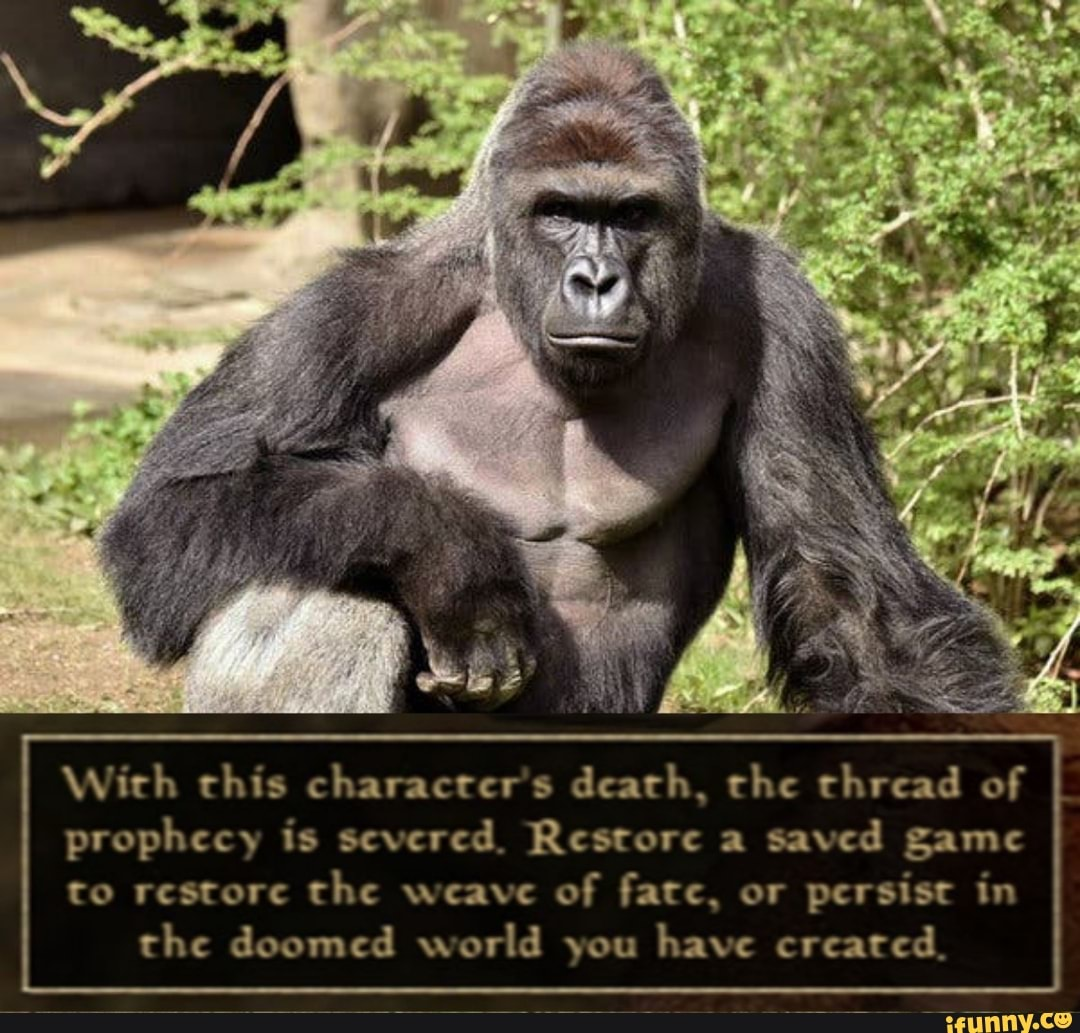 With this character's death, the thread of
prophecy is severed. Restore a saved game
to restore the weave of fate, or persist in
the doomed world you have created.
ifunny.co